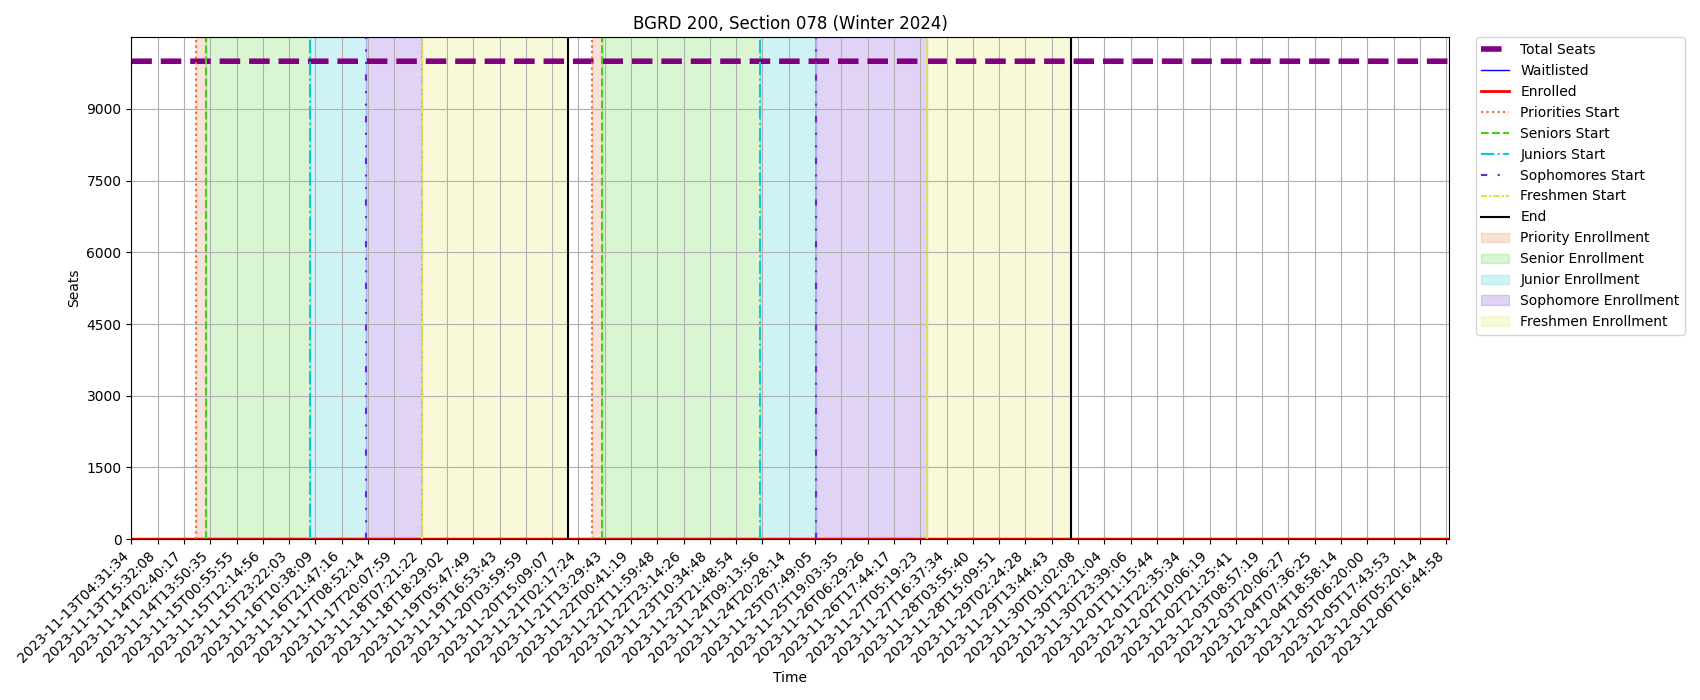 BGRD 200, Section 078 (Winter 2024)
Seats
9000
7500
6000
4500
3000
1500
0
2023-11-13T04:31:34
2023-11-13T15:32:08
2023-11-14T02:40:17
2023-11-14T13:50:35
2023-11-15T00:55:55
2023-11-15T12:14:56
2023-11-15T23:22:03
2023-11-16T10:38:09
2023-11-16T21:47:16
2023-11-17T08:52:14
2023-11-17T20:07:59
2023-11-18T07:21:22
2023-11-18T18:29:02
2023-11-19T05:47:49
2023-11-19T16:53:43
2023-11-20T03:59:59
2023-11-20T15:09:07
2023-11-21T02:17:24
2023-11-21T13:29:43
2023-11-22T00:41:19
2023-11-22T11:59:48
2023-11-22T23:14:26
2023-11-23T10:34:48
2023-11-23T21:48:54
2023-11-24T09:13:56
2023-11-24T20:28:14
2023-11-25T07:49:05
2023-11-25T19:03:35
2023-11-26T06:29:26
2023-11-26T17:44:17
2023-11-27T05:19:23
2023-11-27T16:37:34
2023-11-28T03:55:40
2023-11-28T15:09:51
2023-11-29T02:24:28
2023-11-29T13:44:43
2023-11-30T01:02:08
2023-11-30T12:21:04
2023-11-30T23:39:06
2023-12-01T11:15:44
2023-12-01T22:35:34
2023-12-02T10:06:19
2023-12-02T21:25:41
2023-12-03T08:57:19
2023-12-03T20:06:27
2023-12-04T07:36:25
2023-12-04T18:58:14
2023-12-05T06:20:00
2023-12-05T17:43:53
2023-12-06T05:20:14
2023-12-06T16:44:58
Time
Total Seats
Waitlisted
Enrolled
Priorities Start
Seniors Start
Juniors Start
Sophomores Start
Freshmen Start
End
Priority Enrollment
Senior Enrollment
Junior Enrollment
Sophomore Enrollment
Freshmen Enrollment